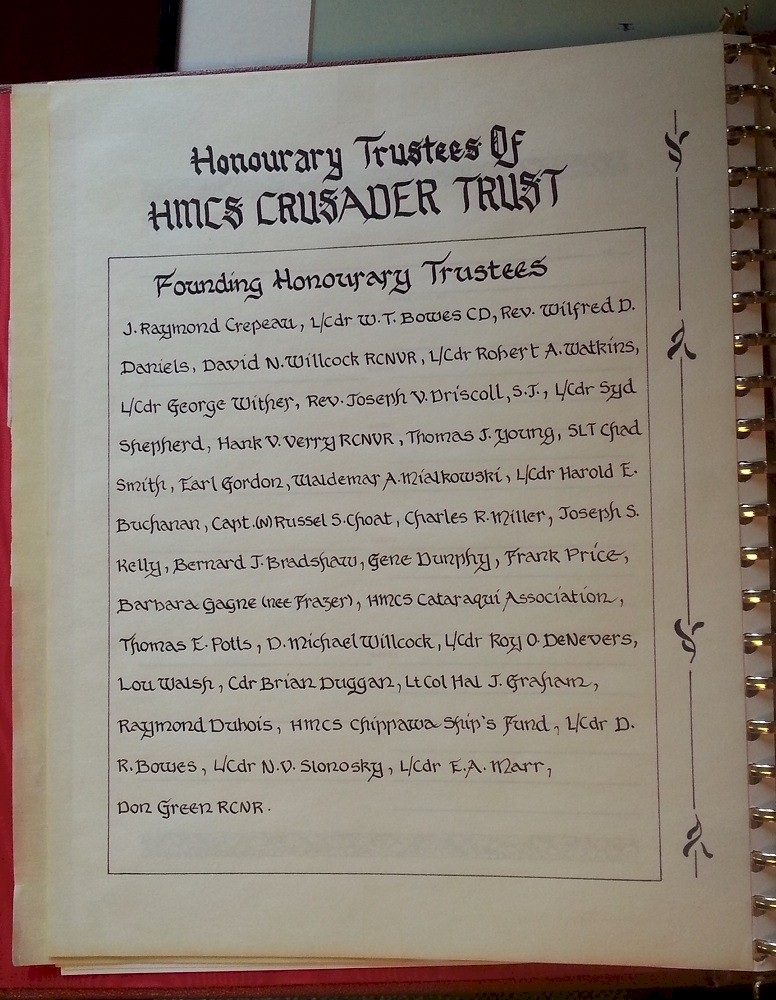 Honourary Trustees Of
HMCS CRUSADER TRUST
Founding Honourary Trustees
J. Raymond Crepeau, L/Cdr W.T. Bowes CD, Rev. Wilfred D.
Daniels, David N. Willcock RCNVR, L/Cdr Robert A. Watkins,
L/Cdr George Wither, Rev. Joseph V. Driscoll, S.J., L/Cdr Syd
Shepherd, Hank V. Verry RCNVR, Thomas J. Young, SLT Chad
Smith, Earl Gordon, Waldemar A. Mialkowski, L/Cdr Harold E.
Buchanan, Capt.(N) Russel S. Choat, Charles R. Miller, Joseph S.
Kelly, Bernard J. Bradshaw, Gene Dunphy, Frank Price,
Barbara Gagne (nee Frazer), HMCS Cataraqui Association,
Thomas E. Potts, D. Michael Willcock, L/Cdr Roy O. DeNevers,
Lou Walsh, Cdr Brian Duggan, Lt Col Hal J. Graham,
Raymond Dubois, HMCS Chippawa Ship's Fund, L/Cdr D.
R. Bowes, L/Cdr N.D. Slonosky, L/Cdr E.A. Marr,
Don Green RCNR.